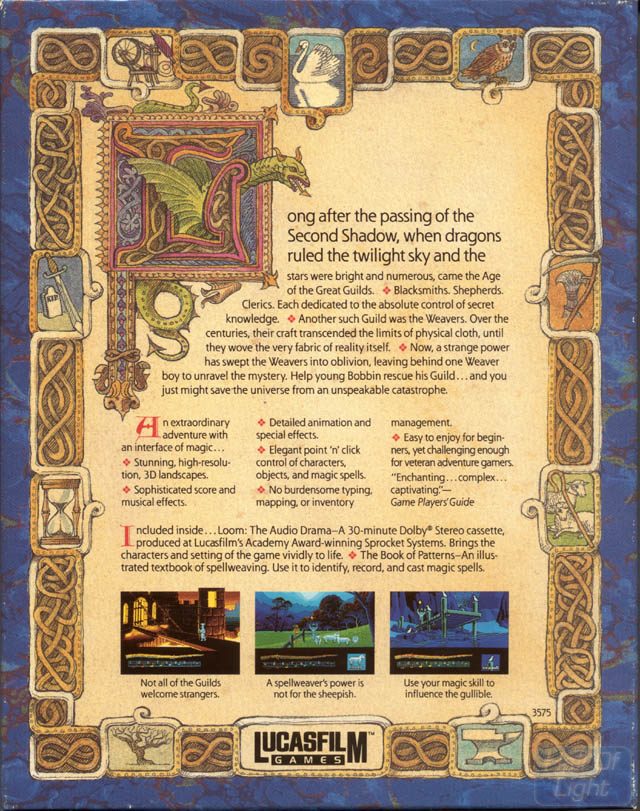 Long after the passing of the
Second Shadow, when dragons
ruled the twilight sky and the
stars were bright and numerous, came the Age
of the Great Guilds. ❖ Blacksmiths. Shepherds.
Clerics. Each dedicated to the absolute control of secret
knowledge. ❖ Another such Guild was the Weavers. Over the
centuries, their craft transcended the limits of physical cloth, until
they wove the very fabric of reality itself. ❖ Now, a strange power
has swept the Weavers into oblivion, leaving behind one Weaver
boy to unravel the mystery. Help young Bobbin rescue his Guild...and you
just might save the universe from an unspeakable catastrophe.
An extraordinary
adventure with
an interface of magic...
❖ Stunning, high-resolu-
tion, 3D landscapes.
❖ Sophisticated score and
musical effects.
❖ Detailed animation and
special effects.
❖ Elegant point 'n' click
control of characters,
objects, and magic spells.
❖ No burdensome typing,
mapping, or inventory
management.
❖ Easy to enjoy for begin-
ners, yet challenging enough
for veteran adventure gamers.
"Enchanting...complex...
captivating"—
Game Players' Guide
Included inside...Loom: The Audio Drama–A 30-minute Dolby® Stereo cassette,
produced at Lucasfilm's Academy Award-winning Sprocket Systems. Brings the
characters and setting of the game vividly to life. ❖ The Book of Patterns–An illus-
trated textbook of spellweaving. Use it to identify, record, and cast magic spells.
Not all of the Guilds
welcome strangers.
A spellweaver's power is
not for the sheepish.
Use your magic skill to
influence the gullible.
3575
LUCASFILM™
GAMES
Out Of
Light